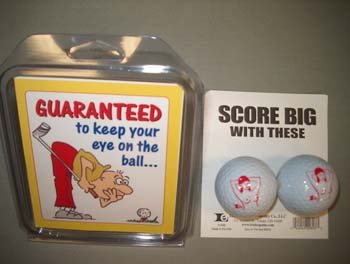 GUARANTEED
to keep your
eye on the
ball...
SCORE BIG
WITH THESE